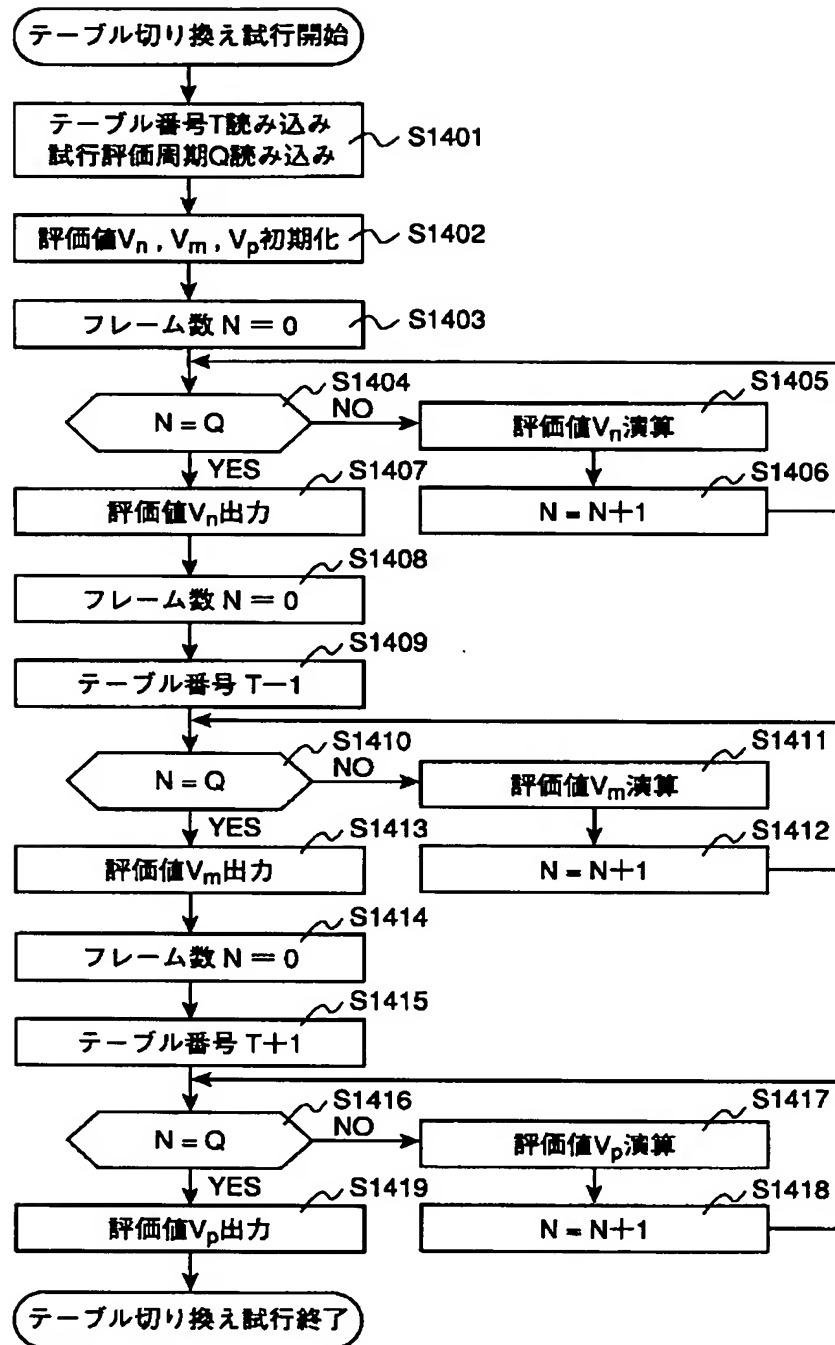 テーブル切り換え試行開始
テーブル番号T読み込み
試行評価周期Q読み込み
S1401
評価値Vn , Vm , Vp初期化
S1402
フレーム数 N = 0
S1403
S1404
N = Q
NO
S1405
評価値Vn演算
YES
S1407
S1406
評価値Vn出力
N = N+1
S1408
フレーム数 N = 0
S1409
テーブル番号 T−1
S1410
N = Q
NO
S1411
評価値Vm演算
YES
S1413
S1412
評価値Vm出力
N = N+1
S1414
フレーム数 N = 0
S1415
テーブル番号 T+1
S1416
N = Q
NO
S1417
評価値Vp演算
YES
S1419
S1418
評価値Vp出力
N = N+1
テーブル切り換え試行終了